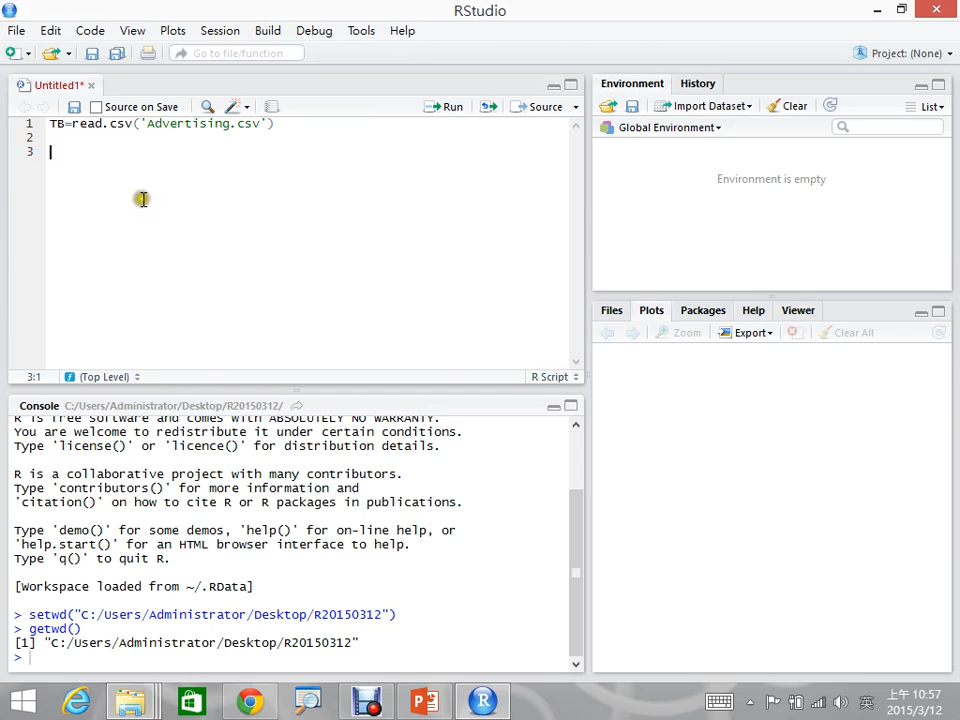 RStudio
File Edit Code View Plots Session Build Debug Tools Help
Go to file/function Project: (None)
Untitled1*
Source on Save Run Source
1 TB=read.csv('Advertising.csv')
2
3
3:1 (Top Level) R Script
Console C:/Users/Administrator/Desktop/R20150312/
R is free software and comes with ABSOLUTELY NO WARRANTY.
You are welcome to redistribute it under certain conditions.
Type 'license()' or 'licence()' for distribution details.
R is a collaborative project with many contributors.
Type 'contributors()' for more information and
'citation()' on how to cite R or R packages in publications.
Type 'demo()' for some demos, 'help()' for on-line help, or
'help.start()' for an HTML browser interface to help.
Type 'q()' to quit R.
[Workspace loaded from ~/.RData]
> setwd("C:/Users/Administrator/Desktop/R20150312")
> getwd()
[1] "C:/Users/Administrator/Desktop/R20150312"
>
Environment History
Import Dataset Clear List
Global Environment
Environment is empty
Files Plots Packages Help Viewer
Zoom Export Clear All
英
上午 10:57
2015/3/12